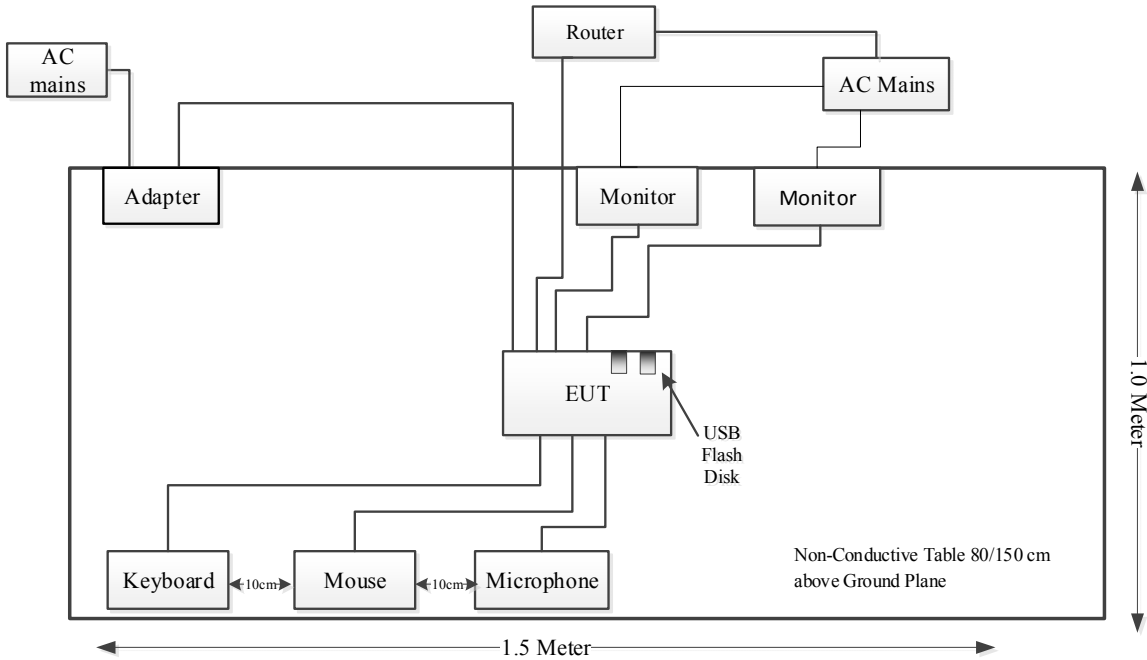 Router
AC
mains
AC Mains
Adapter
Monitor
Monitor
EUT
USB
Flash
Disk
1.0 Meter
Keyboard
10cm
Mouse
10cm
Microphone
Non-Conductive Table 80/150 cm
above Ground Plane
1.5 Meter